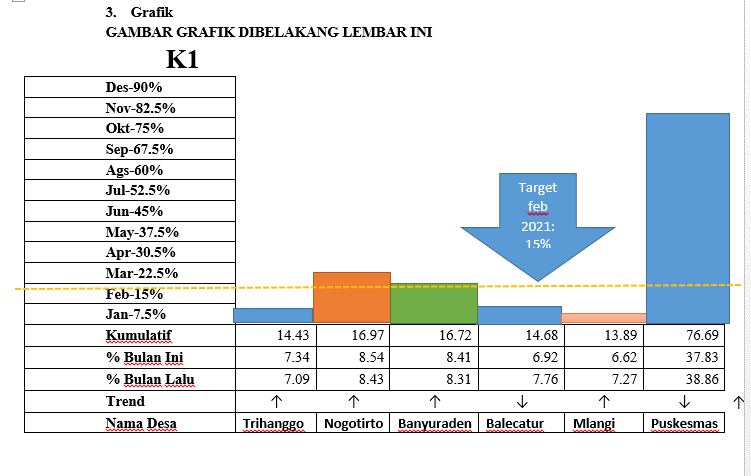 3. Grafik
GAMBAR GRAFIK DIBELAKANG LEMBAR INI
K1
Des-90%
Nov-82.5%
Okt-75%
Sep-67.5%
Ags-60%
Jul-52.5%
Jun-45%
May-37.5%
Apr-30.5%
Mar-22.5%
Feb-15%
Jan-7.5%
Target
feb
2021:
15%
Kumulatif 14.43 16.97 16.72 14.68 13.89 76.69
% Bulan Ini 7.34 8.54 8.41 6.92 6.62 37.83
% Bulan Lalu 7.09 8.43 8.31 7.76 7.27 38.86
Trend ↑ ↑ ↑ ↓ ↑ ↓ ↑
Nama Desa Trihanggo Nogotirto Banyuraden Balecatur Mlangi Puskesmas